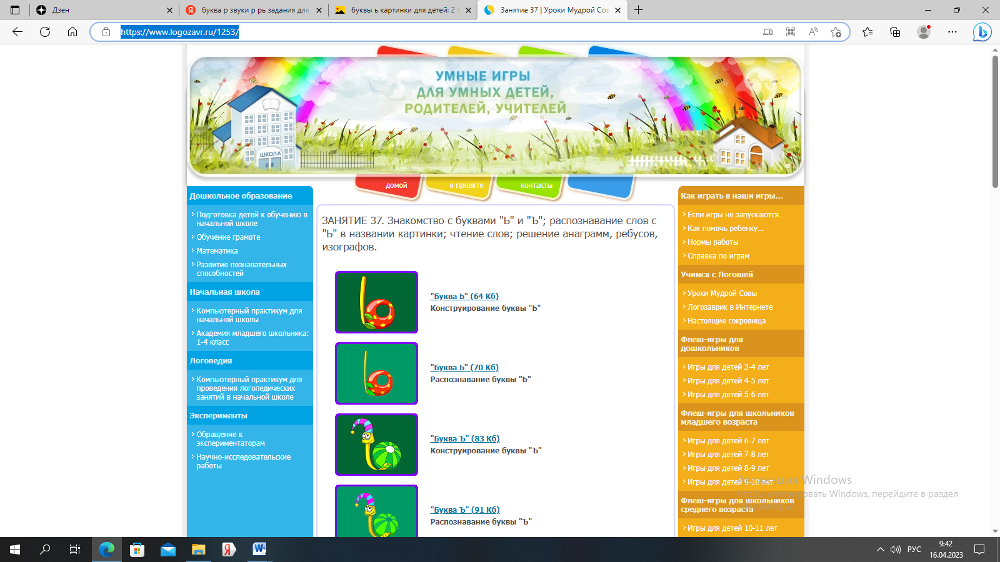 Дзен
буква р звуки р рь задания для
буквы ь картинки для детей: 2 т
Занятие 37 | Уроки Мудрой Сов
https://www.logozavr.ru/1253/
УМНЫЕ ИГРЫ
ДЛЯ УМНЫХ ДЕТЕЙ,
РОДИТЕЛЕЙ, УЧИТЕЛЕЙ
ШКОЛА
домой
о проекте
контакты
Дошкольное образование
Подготовка детей к обучению в
начальной школе
Обучение грамоте
Математика
Развитие познавательных
способностей
Начальная школа
Компьютерный практикум для
начальной школы
Академия младшего школьника:
1-4 класс
Логопедия
Компьютерный практикум для
проведения логопедических
занятий в начальной школе
Эксперименты
Обращение к
экспериментаторам
Научно-исследовательские
работы
ЗАНЯТИЕ 37. Знакомство с буквами "Ь" и "Ъ"; распознавание слов с
"Ь" в названии картинки; чтение слов; решение анаграмм, ребусов,
изографов.
"Буква Ь" (64 Кб)
Конструирование буквы "Ь"
"Буква Ь" (70 Кб)
Распознавание буквы "Ь"
"Буква Ъ" (83 Кб)
Конструирование буквы "Ъ"
"Буква Ъ" (91 Кб)
Распознавание буквы "Ъ"
Как играть в наши игры...
Если игры не запускаются...
Как помочь ребенку...
Нормы работы
Справка по играм
Учимся с Логошей
Уроки Мудрой Совы
Логозаврик в Интернете
Настоящие сокровища
Флеш-игры для
дошкольников
Игры для детей 3-4 лет
Игры для детей 4-5 лет
Игры для детей 5-6 лет
Флеш-игры для школьников
младшего возраста
Игры для детей 6-7 лет
Игры для детей 7-8 лет
Игры для детей 8-9 лет
Игры для детей 9-10 лет
Флеш-игры для школьников
среднего возраста
Игры для детей 10-11 лет
Активация Windows
Чтобы активировать Windows, перейдите в раздел
"Параметры".
РУС
9:42
16.04.2023